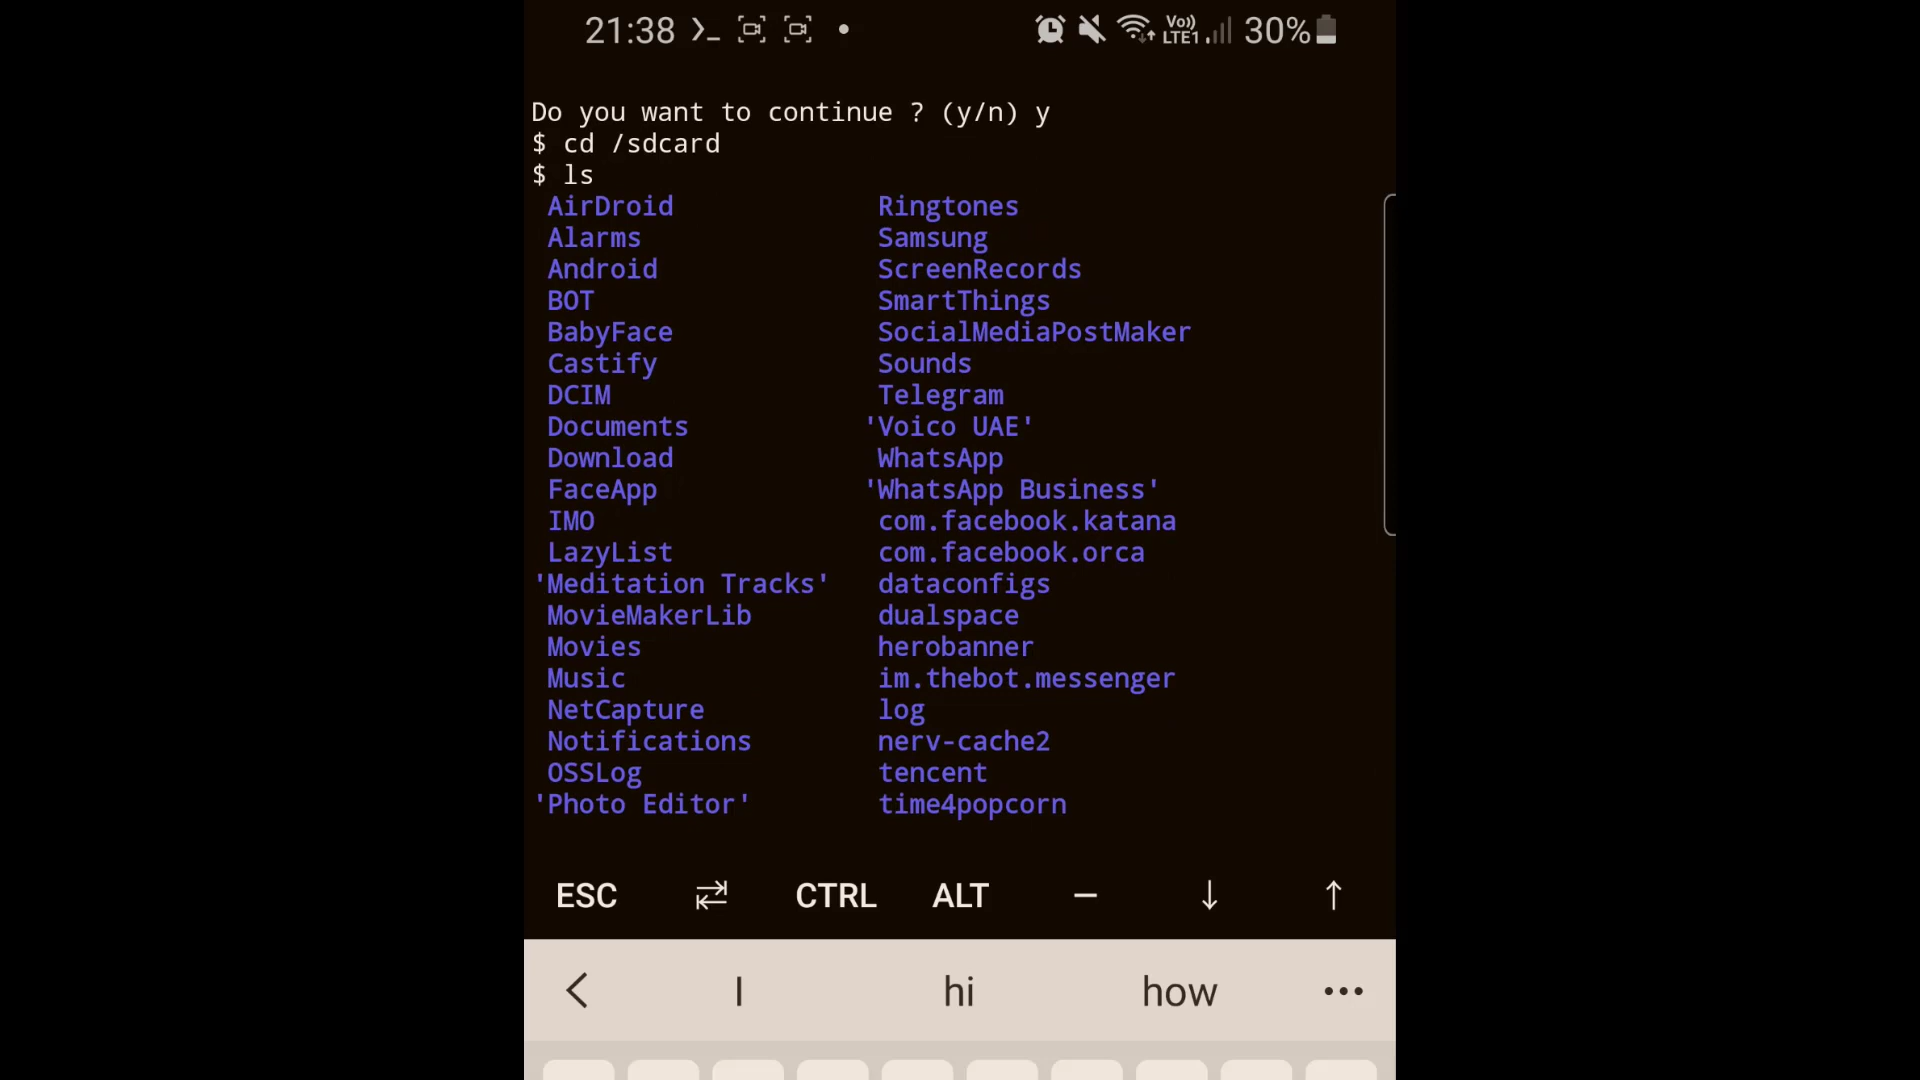 21:38 Vo)) LTE1 30%
Do you want to continue ? (y/n) y
$ cd /sdcard
$ ls
AirDroid Ringtones
Alarms Samsung
Android ScreenRecords
BOT SmartThings
BabyFace SocialMediaPostMaker
Castify Sounds
DCIM Telegram
Documents 'Voico UAE'
Download WhatsApp
FaceApp 'WhatsApp Business'
IMO com.facebook.katana
LazyList com.facebook.orca
'Meditation Tracks' dataconfigs
MovieMakerLib dualspace
Movies herobanner
Music im.thebot.messenger
NetCapture log
Notifications nerv-cache2
OSSLog tencent
'Photo Editor' time4popcorn
ESC CTRL ALT — ↓ ↑
I hi how